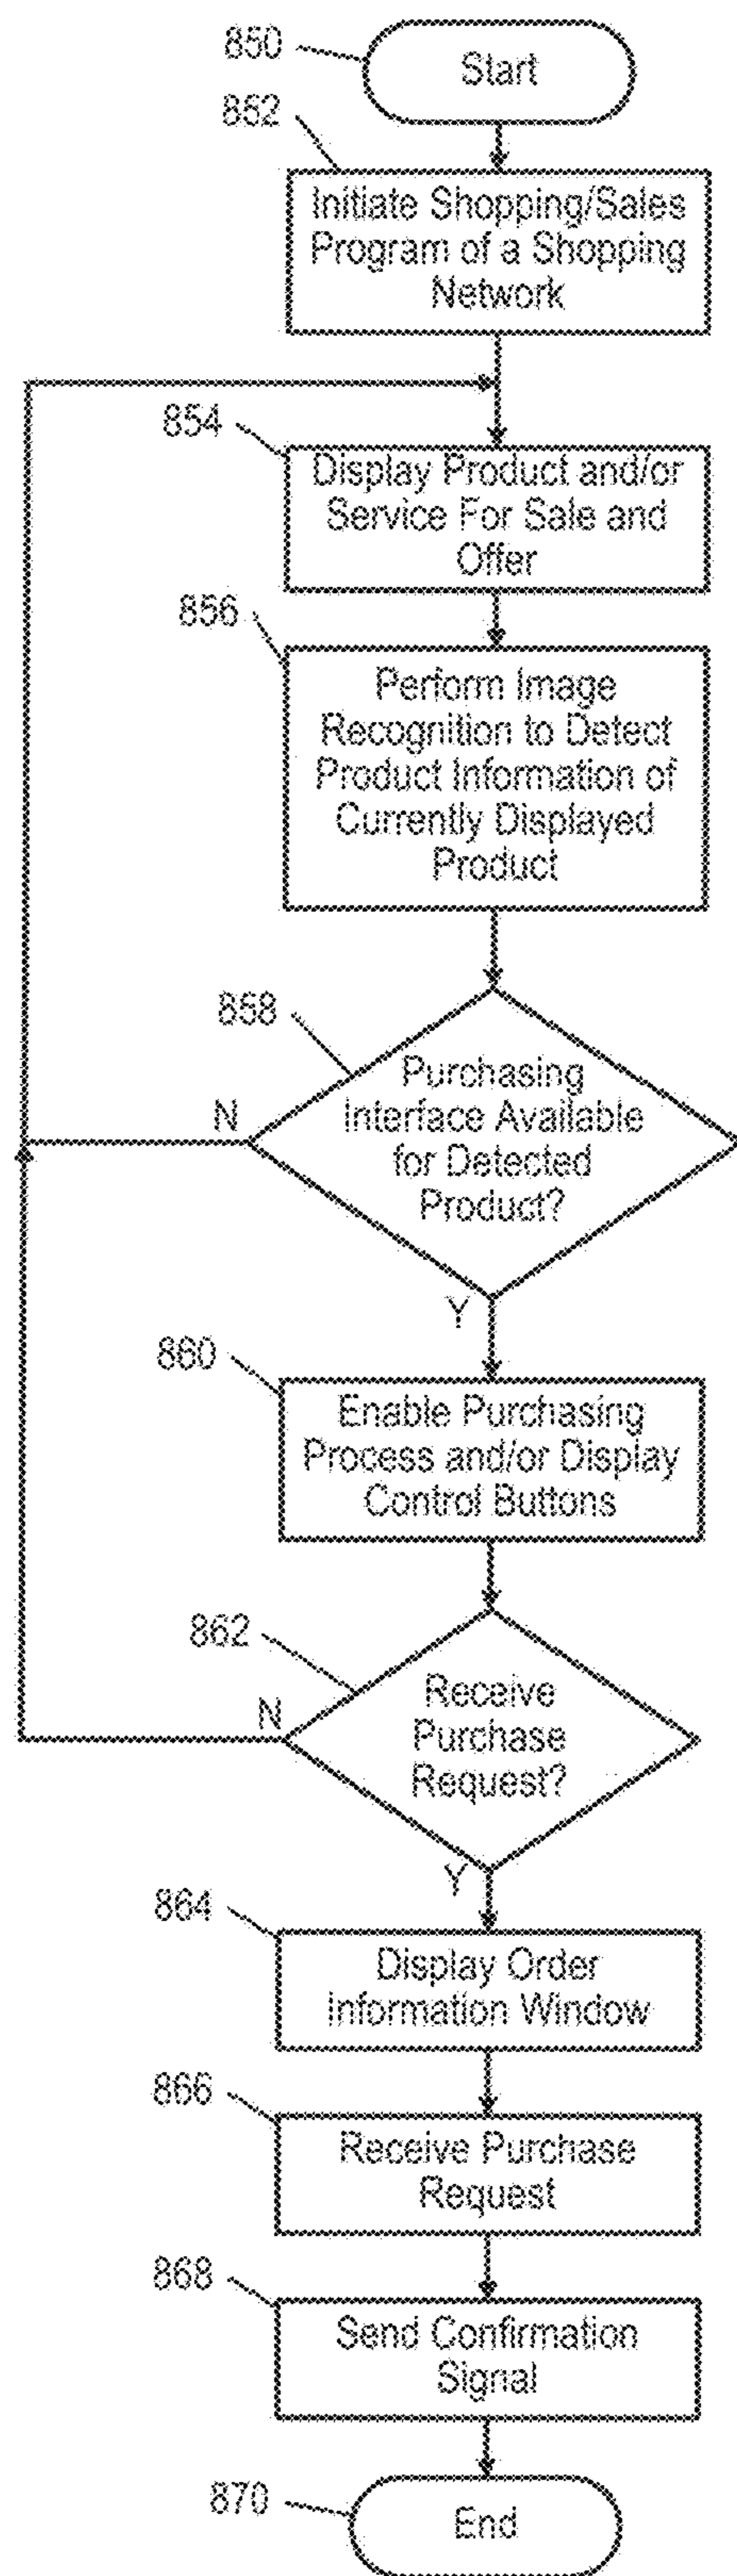 850
Start
852
Initiate Shopping/Sales
Program of a Shopping
Network
854
Display Product and/or
Service For Sale and
Offer
856
Perform Image
Recognition to Detect
Product Information of
Currently Displayed
Product
858
Purchasing
Interface Available
for Detected
Product?
N
Y
860
Enable Purchasing
Process and/or Display
Control Buttons
862
Receive
Purchase
Request?
N
Y
864
Display Order
Information Window
866
Receive Purchase
Request
868
Send Confirmation
Signal
870
End